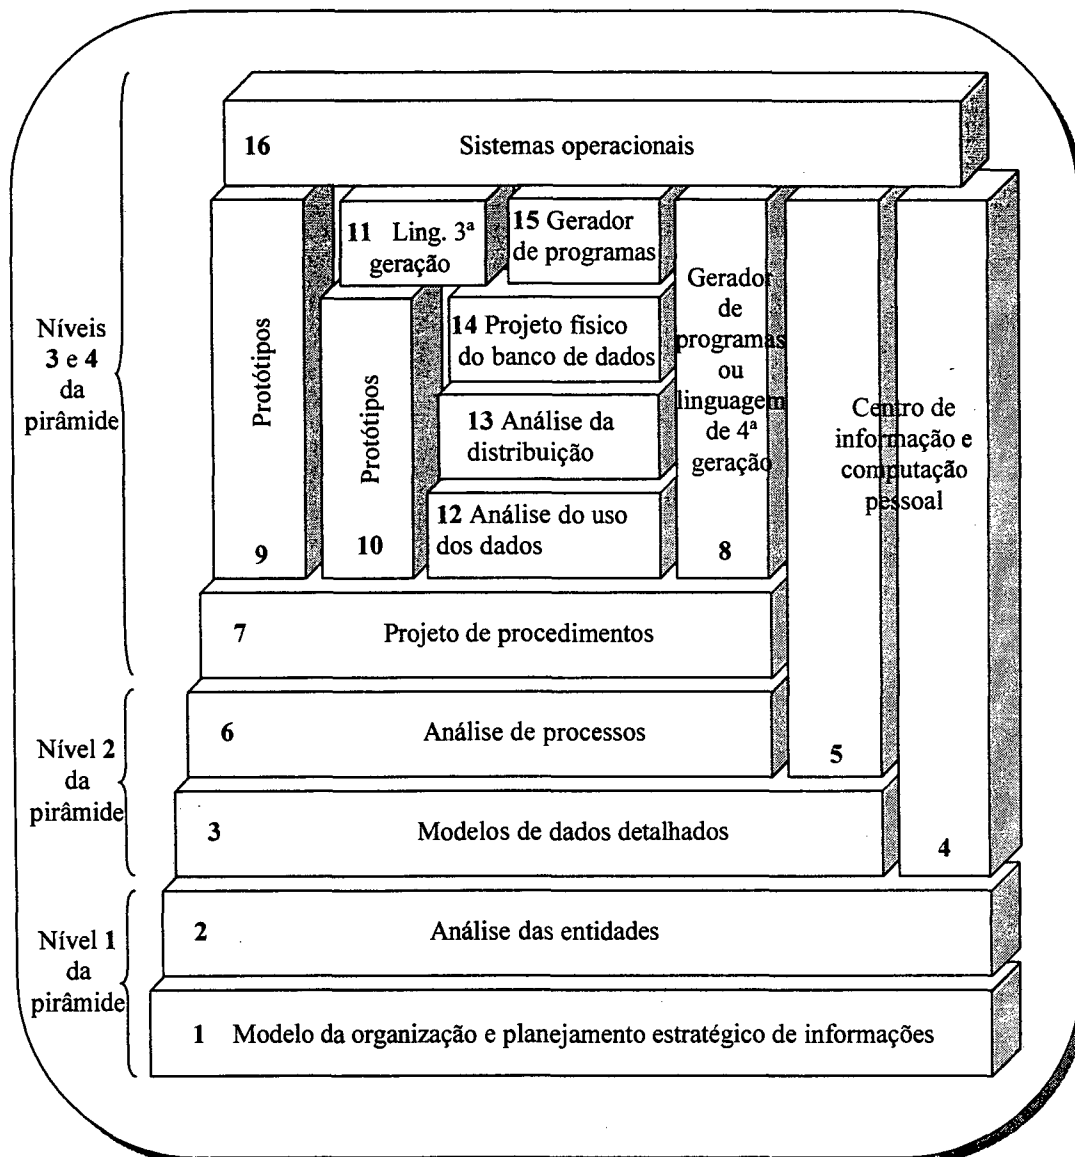 16 Sistemas operacionais
Níveis
3 e 4
da
pirâmide
9
Protótipos
10
Protótipos
11 Ling. 3ª
geração
15 Gerador
de programas
14 Projeto físico
do banco de dados
13 Análise da
distribuição
12 Análise do uso
dos dados
Gerador
de
programas
ou
linguagem
de 4ª
geração
8
Centro de
informação e
computação
pessoal
5
4
7 Projeto de procedimentos
Nível 2
da
pirâmide
6 Análise de processos
3 Modelos de dados detalhados
Nível 1
da
pirâmide
2 Análise das entidades
1 Modelo da organização e planejamento estratégico de informações